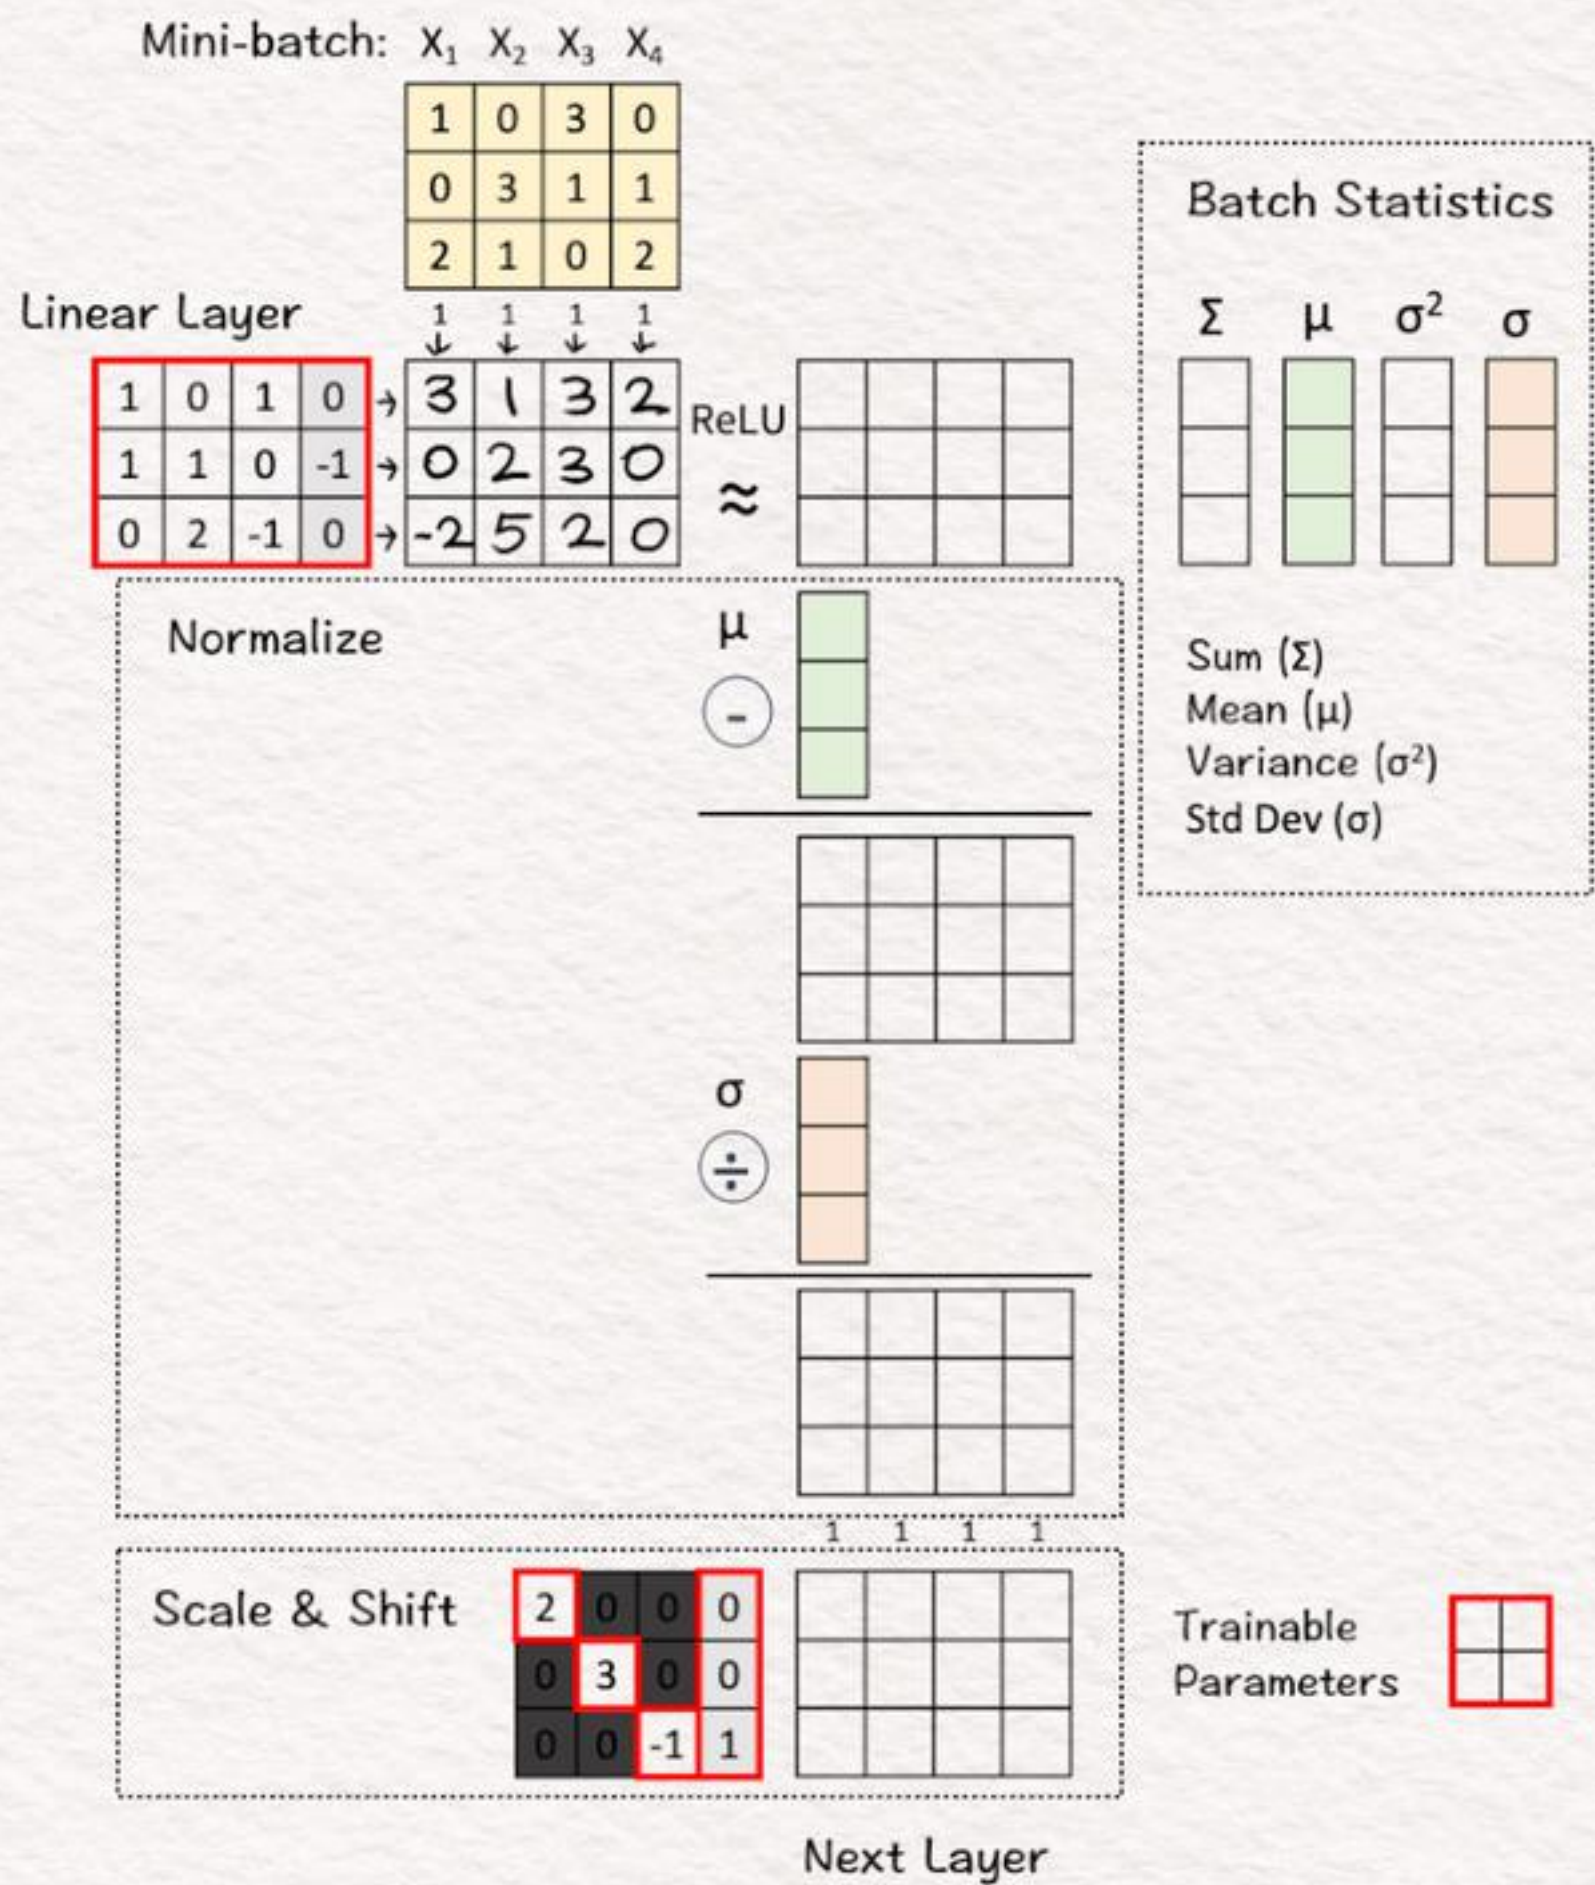 Mini-batch: X₁ X₂ X₃ X₄
1 0 3 0
0 3 1 1
2 1 0 2
Linear Layer
1 1 1 1
↓ ↓ ↓ ↓
1 0 1 0 → 3 1 3 2
1 1 0 -1 → 0 2 3 0
0 2 -1 0 → -2 5 2 0
ReLU
≈
Batch Statistics
Σ μ σ² σ
Sum (Σ)
Mean (μ)
Variance (σ²)
Std Dev (σ)
Normalize
μ
-
σ
÷
1 1 1 1
Scale & Shift
2 0 0 0
0 3 0 0
0 0 -1 1
Trainable
Parameters
Next Layer